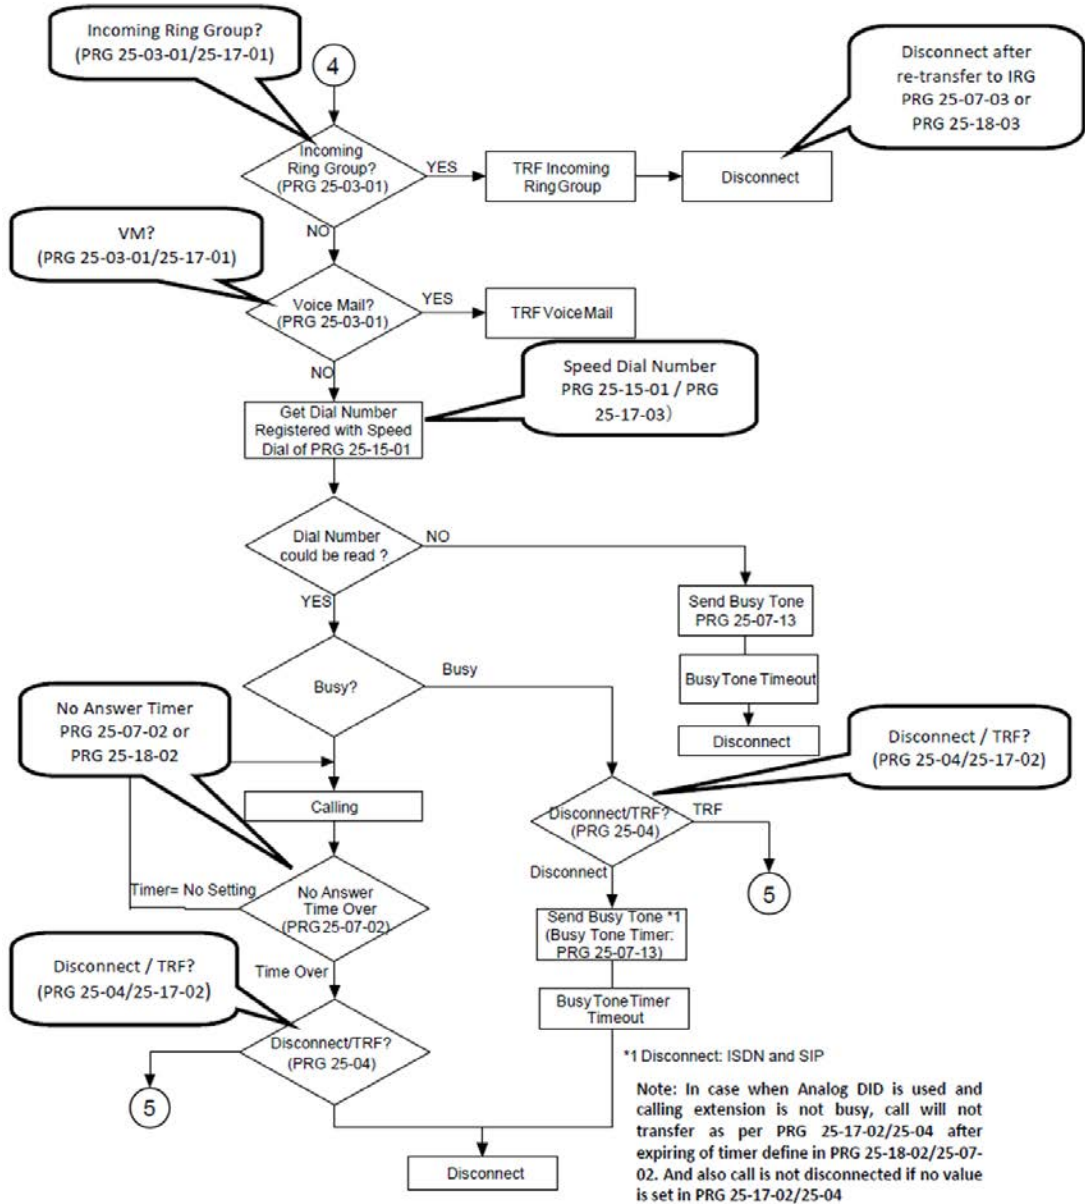 Incoming Ring Group?
(PRG 25-03-01/25-17-01)
4
Disconnect after
re-transfer to IRG
PRG 25-07-03 or
PRG 25-18-03
Incoming
Ring Group?
(PRG 25-03-01)
YES
TRF Incoming
Ring Group
Disconnect
NO
VM?
(PRG 25-03-01/25-17-01)
Voice Mail?
(PRG 25-03-01)
YES
TRF Voice Mail
NO
Speed Dial Number
PRG 25-15-01 / PRG
25-17-03)
Get Dial Number
Registered with Speed
Dial of PRG 25-15-01
Dial Number
could be read ?
NO
YES
Send Busy Tone
PRG 25-07-13
Busy Tone Timeout
Disconnect
Busy?
Busy
No Answer Timer
PRG 25-07-02 or
PRG 25-18-02
Disconnect / TRF?
(PRG 25-04/25-17-02)
Calling
Disconnect/TRF?
(PRG 25-04)
TRF
5
Disconnect
Timer= No Setting
No Answer
Time Over
(PRG 25-07-02)
Send Busy Tone *1
(Busy Tone Timer:
PRG 25-07-13)
Busy Tone Timer
Timeout
Time Over
Disconnect / TRF?
(PRG 25-04/25-17-02)
Disconnect/TRF?
(PRG 25-04)
5
*1 Disconnect: ISDN and SIP
Note: In case when Analog DID is used and
calling extension is not busy, call will not
transfer as per PRG 25-17-02/25-04 after
expiring of timer define in PRG 25-18-02/25-07-
02. And also call is not disconnected if no value
is set in PRG 25-17-02/25-04
Disconnect